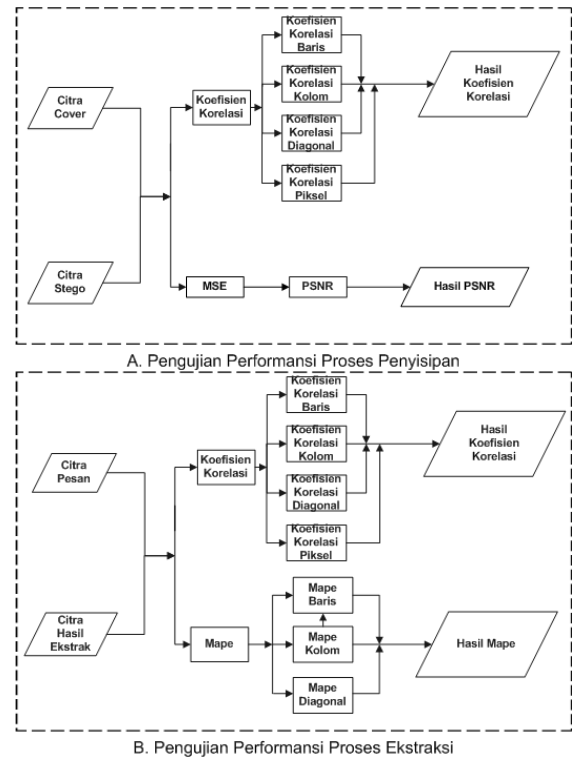 Citra
Cover
Citra
Stego
Koefisien
Korelasi
Koefisien
Korelasi
Baris
Koefisien
Korelasi
Kolom
Koefisien
Korelasi
Diagonal
Koefisien
Korelasi
Piksel
Hasil
Koefisien
Korelasi
MSE
PSNR
Hasil PSNR
A. Pengujian Performansi Proses Penyisipan
Citra
Pesan
Citra
Hasil
Ekstrak
Koefisien
Korelasi
Koefisien
Korelasi
Baris
Koefisien
Korelasi
Kolom
Koefisien
Korelasi
Diagonal
Koefisien
Korelasi
Piksel
Hasil
Koefisien
Korelasi
Mape
Mape
Baris
Mape
Kolom
Mape
Diagonal
Hasil Mape
B. Pengujian Performansi Proses Ekstraksi